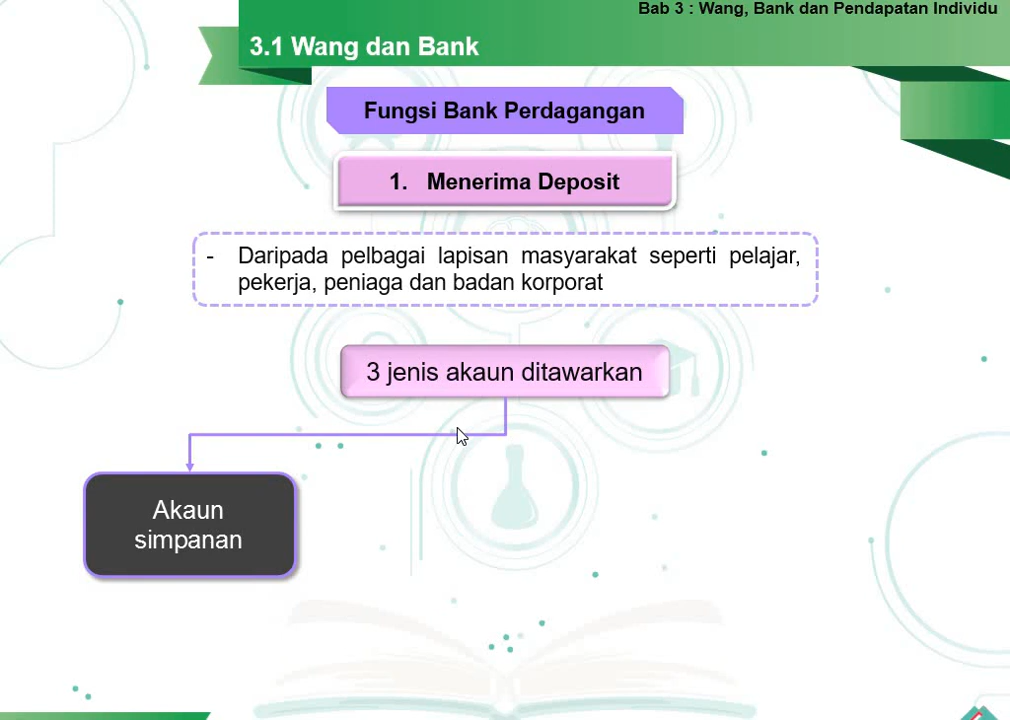 Bab 3 : Wang, Bank dan Pendapatan Individu
3.1 Wang dan Bank
Fungsi Bank Perdagangan
1. Menerima Deposit
- Daripada pelbagai lapisan masyarakat seperti pelajar,
pekerja, peniaga dan badan korporat
3 jenis akaun ditawarkan
Akaun
simpanan